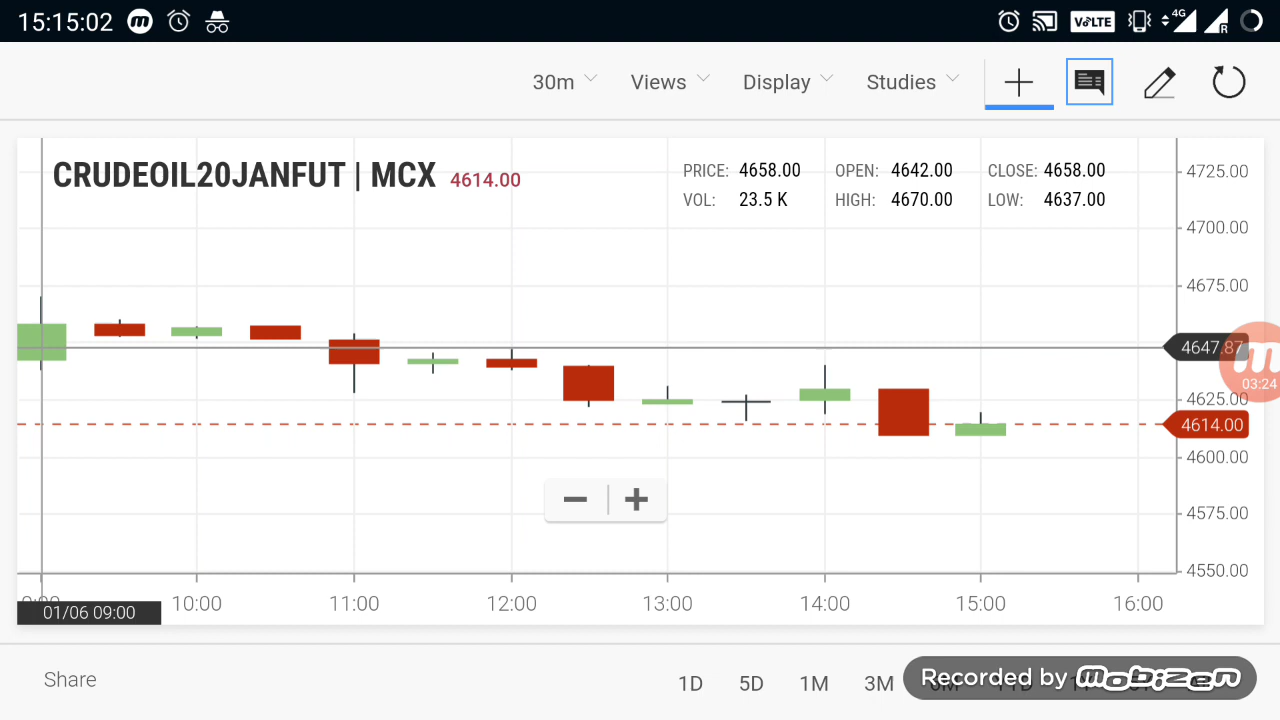 15:15:02
4G
VoLTE
R
30m Views Display Studies
CRUDEOIL20JANFUT | MCX 4614.00
PRICE: 4658.00 OPEN: 4642.00 CLOSE: 4658.00
VOL: 23.5 K HIGH: 4670.00 LOW: 4637.00
4725.00
4700.00
4675.00
4647.87
03:24
4625.00
4614.00
4600.00
4575.00
4550.00
10:00 11:00 12:00 13:00 14:00 15:00 16:00
01/06 09:00
Share 1D 5D 1M 3M
Recorded by mobizen